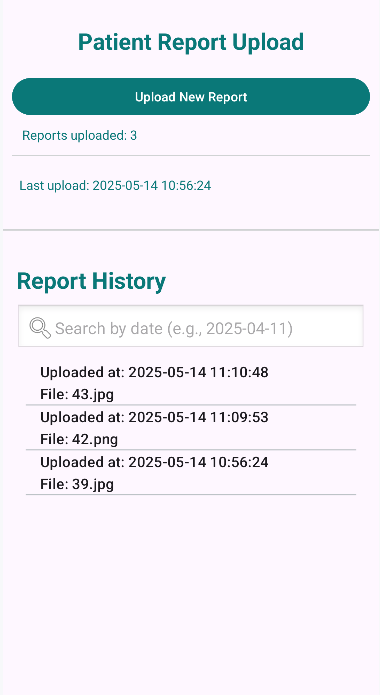 Patient Report Upload
Upload New Report
Reports uploaded: 3
Last upload: 2025-05-14 10:56:24
Report History
Search by date (e.g., 2025-04-11)
Uploaded at: 2025-05-14 11:10:48
File: 43.jpg
Uploaded at: 2025-05-14 11:09:53
File: 42.png
Uploaded at: 2025-05-14 10:56:24
File: 39.jpg